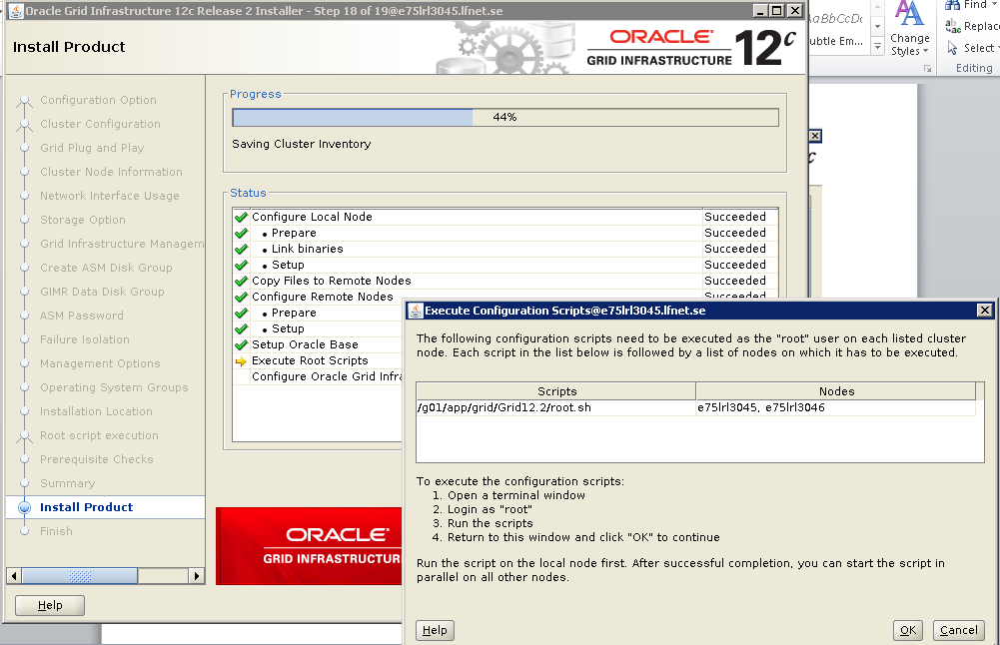 Oracle Grid Infrastructure 12c Release 2 Installer - Step 18 of 19@e75lrl3045.lfnet.se
Install Product
ORACLE
GRID INFRASTRUCTURE
12c
Find
Replace
Select
Editing
Change
Styles
AaBbCcDc
ubtle Em...
Configuration Option
Cluster Configuration
Grid Plug and Play
Cluster Node Information
Network Interface Usage
Storage Option
Grid Infrastructure Managem
Create ASM Disk Group
GIMR Data Disk Group
ASM Password
Failure Isolation
Management Options
Operating System Groups
Installation Location
Root script execution
Prerequisite Checks
Summary
Install Product
Finish
Help
Progress
44%
Saving Cluster Inventory
Status
Configure Local Node Succeeded
• Prepare Succeeded
• Link binaries Succeeded
• Setup Succeeded
Copy Files to Remote Nodes Succeeded
Configure Remote Nodes Succeeded
• Prepare
• Setup
Setup Oracle Base
Execute Root Scripts
Configure Oracle Grid Infra
ORACLE
GRID INFRASTRUCTUR
Execute Configuration Scripts@e75lrl3045.lfnet.se
The following configuration scripts need to be executed as the "root" user on each listed cluster
node. Each script in the list below is followed by a list of nodes on which it has to be executed.
Scripts Nodes
/g01/app/grid/Grid12.2/root.sh e75lrl3045, e75lrl3046
To execute the configuration scripts:
1. Open a terminal window
2. Login as "root"
3. Run the scripts
4. Return to this window and click "OK" to continue
Run the script on the local node first. After successful completion, you can start the script in
parallel on all other nodes.
Help
OK
Cancel